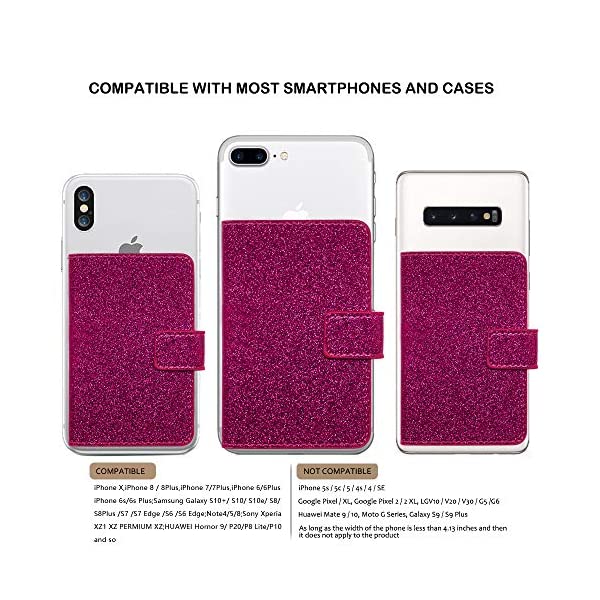 COMPATIBLE WITH MOST SMARTPHONES AND CASES
COMPATIBLE
iPhone X,iPhone 8 / 8Plus,iPhone 7/7Plus,iPhone 6/6Plus
iPhone 6s/6s Plus;Samsung Galaxy S10+/ S10/ S10e/ S8/
S8Plus /S7 /S7 Edge /S6 /S6 Edge;Note4/5/8;Sony Xperia
XZ1 XZ PERMIUM XZ;HUAWEI Hornor 9/ P20/P8 Lite/P10
and so
NOT COMPATIBLE
iPhone 5s / 5c / 5 / 4s / 4 / SE
Google Pixel / XL, Google Pixel 2 / 2 XL, LGV10 / V20 / V30 / G5 /G6
Huawei Mate 9 / 10, Moto G Series, Galaxy S9 / S9 Plus
As long as the width of the phone is less than 4.13 inches and then
it does not apply to the product